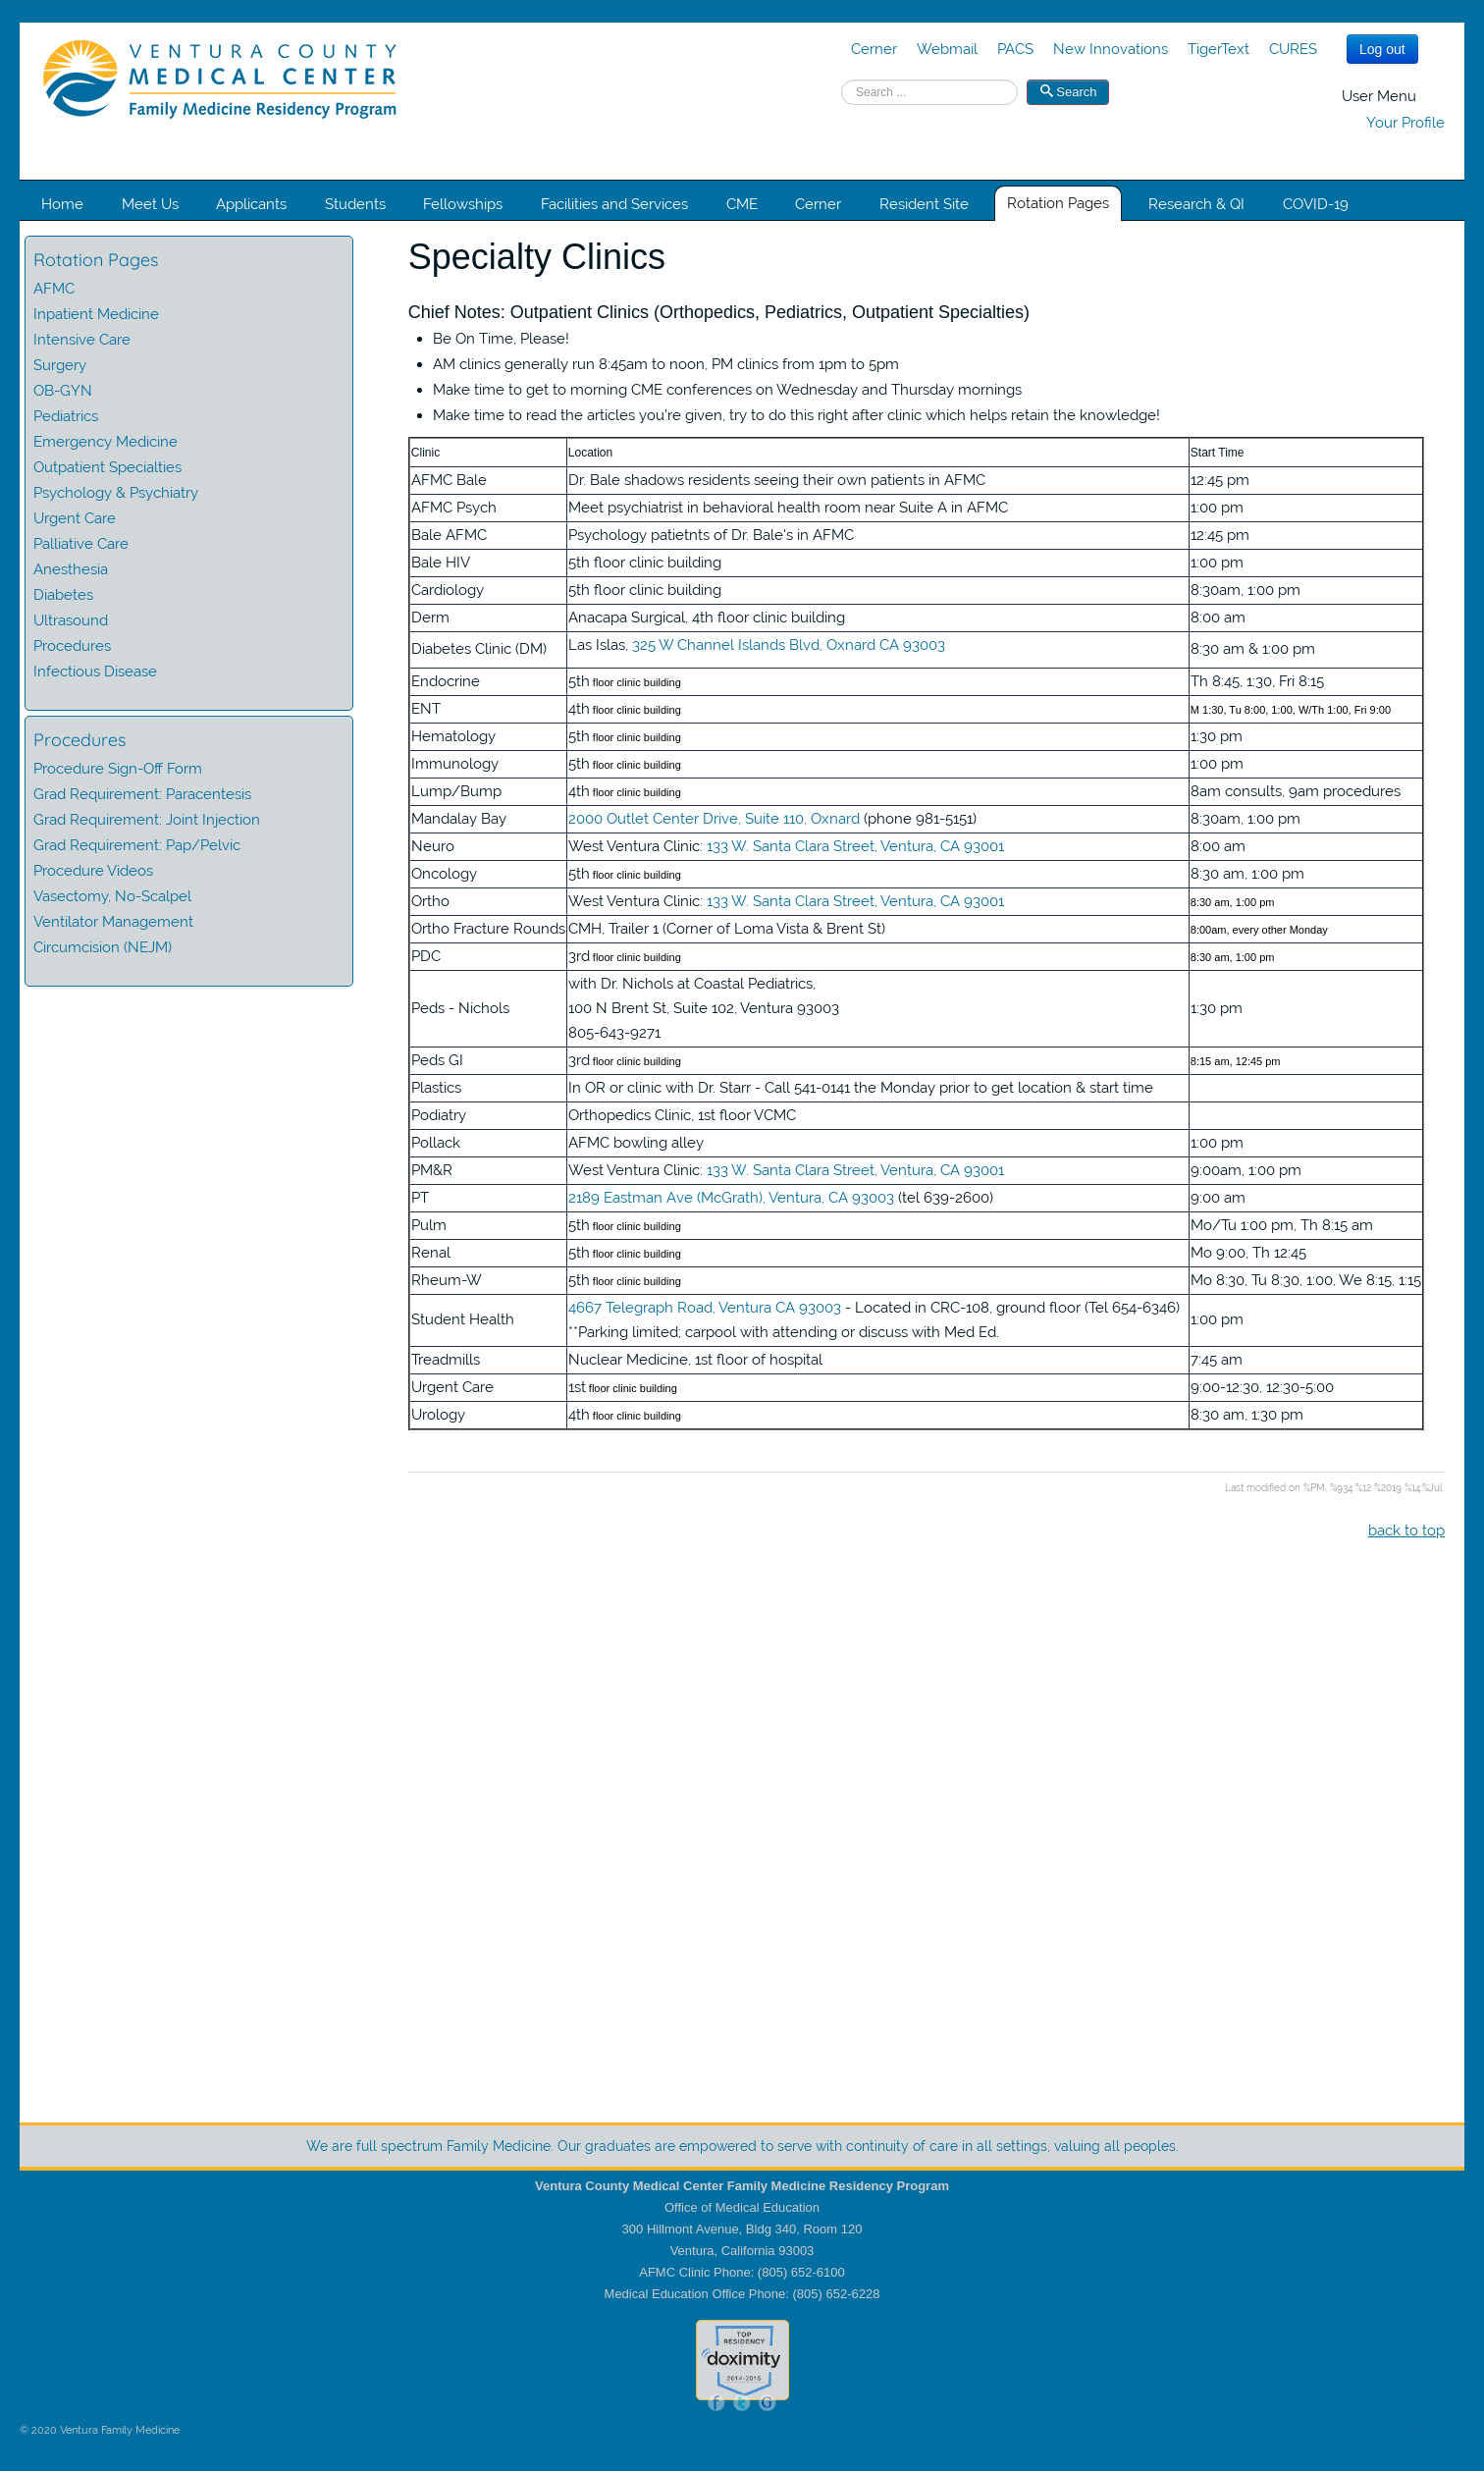 VENTURA COUNTY
MEDICAL CENTER
Family Medicine Residency Program
Cerner Webmail PACS New Innovations TigerText CURES Log out
Search ... Search
User Menu
Your Profile
Home Meet Us Applicants Students Fellowships Facilities and Services CME Cerner Resident Site Rotation Pages Research & QI COVID-19
Rotation Pages
AFMC
Inpatient Medicine
Intensive Care
Surgery
OB-GYN
Pediatrics
Emergency Medicine
Outpatient Specialties
Psychology & Psychiatry
Urgent Care
Palliative Care
Anesthesia
Diabetes
Ultrasound
Procedures
Infectious Disease
Procedures
Procedure Sign-Off Form
Grad Requirement: Paracentesis
Grad Requirement: Joint Injection
Grad Requirement: Pap/Pelvic
Procedure Videos
Vasectomy, No-Scalpel
Ventilator Management
Circumcision (NEJM)
Specialty Clinics
Chief Notes: Outpatient Clinics (Orthopedics, Pediatrics, Outpatient Specialties)
• Be On Time, Please!
• AM clinics generally run 8:45am to noon, PM clinics from 1pm to 5pm
• Make time to get to morning CME conferences on Wednesday and Thursday mornings
• Make time to read the articles you're given, try to do this right after clinic which helps retain the knowledge!
Clinic Location Start Time
AFMC Bale Dr. Bale shadows residents seeing their own patients in AFMC 12:45 pm
AFMC Psych Meet psychiatrist in behavioral health room near Suite A in AFMC 1:00 pm
Bale AFMC Psychology patietnts of Dr. Bale's in AFMC 12:45 pm
Bale HIV 5th floor clinic building 1:00 pm
Cardiology 5th floor clinic building 8:30am, 1:00 pm
Derm Anacapa Surgical, 4th floor clinic building 8:00 am
Diabetes Clinic (DM) Las Islas, 325 W Channel Islands Blvd, Oxnard CA 93003 8:30 am & 1:00 pm
Endocrine 5th floor clinic building Th 8:45, 1:30, Fri 8:15
ENT 4th floor clinic building M 1:30, Tu 8:00, 1:00, W/Th 1:00, Fri 9:00
Hematology 5th floor clinic building 1:30 pm
Immunology 5th floor clinic building 1:00 pm
Lump/Bump 4th floor clinic building 8am consults, 9am procedures
Mandalay Bay 2000 Outlet Center Drive, Suite 110, Oxnard (phone 981-5151) 8:30am, 1:00 pm
Neuro West Ventura Clinic: 133 W. Santa Clara Street, Ventura, CA 93001 8:00 am
Oncology 5th floor clinic building 8:30 am, 1:00 pm
Ortho West Ventura Clinic: 133 W. Santa Clara Street, Ventura, CA 93001 8:30 am, 1:00 pm
Ortho Fracture Rounds CMH, Trailer 1 (Corner of Loma Vista & Brent St) 8:00am, every other Monday
PDC 3rd floor clinic building 8:30 am, 1:00 pm
Peds - Nichols with Dr. Nichols at Coastal Pediatrics, 1:30 pm
100 N Brent St, Suite 102, Ventura 93003
805-643-9271
Peds GI 3rd floor clinic building 8:15 am, 12:45 pm
Plastics In OR or clinic with Dr. Starr - Call 541-0141 the Monday prior to get location & start time
Podiatry Orthopedics Clinic, 1st floor VCMC
Pollack AFMC bowling alley 1:00 pm
PM&R West Ventura Clinic: 133 W. Santa Clara Street, Ventura, CA 93001 9:00am, 1:00 pm
PT 2189 Eastman Ave (McGrath), Ventura, CA 93003 (tel 639-2600) 9:00 am
Pulm 5th floor clinic building Mo/Tu 1:00 pm, Th 8:15 am
Renal 5th floor clinic building Mo 9:00, Th 12:45
Rheum-W 5th floor clinic building Mo 8:30, Tu 8:30, 1:00, We 8:15, 1:15
Student Health 4667 Telegraph Road, Ventura CA 93003 - Located in CRC-108, ground floor (Tel 654-6346) 1:00 pm
**Parking limited; carpool with attending or discuss with Med Ed.
Treadmills Nuclear Medicine, 1st floor of hospital 7:45 am
Urgent Care 1st floor clinic building 9:00-12:30, 12:30-5:00
Urology 4th floor clinic building 8:30 am, 1:30 pm
Last modified on %PM, %934 %12 %2019 %14:%Jul
back to top
We are full spectrum Family Medicine. Our graduates are empowered to serve with continuity of care in all settings, valuing all peoples.
Ventura County Medical Center Family Medicine Residency Program
Office of Medical Education
300 Hillmont Avenue, Bldg 340, Room 120
Ventura, California 93003
AFMC Clinic Phone: (805) 652-6100
Medical Education Office Phone: (805) 652-6228
TOP
RESIDENCY
doximity
2014-2015
f t G
© 2020 Ventura Family Medicine